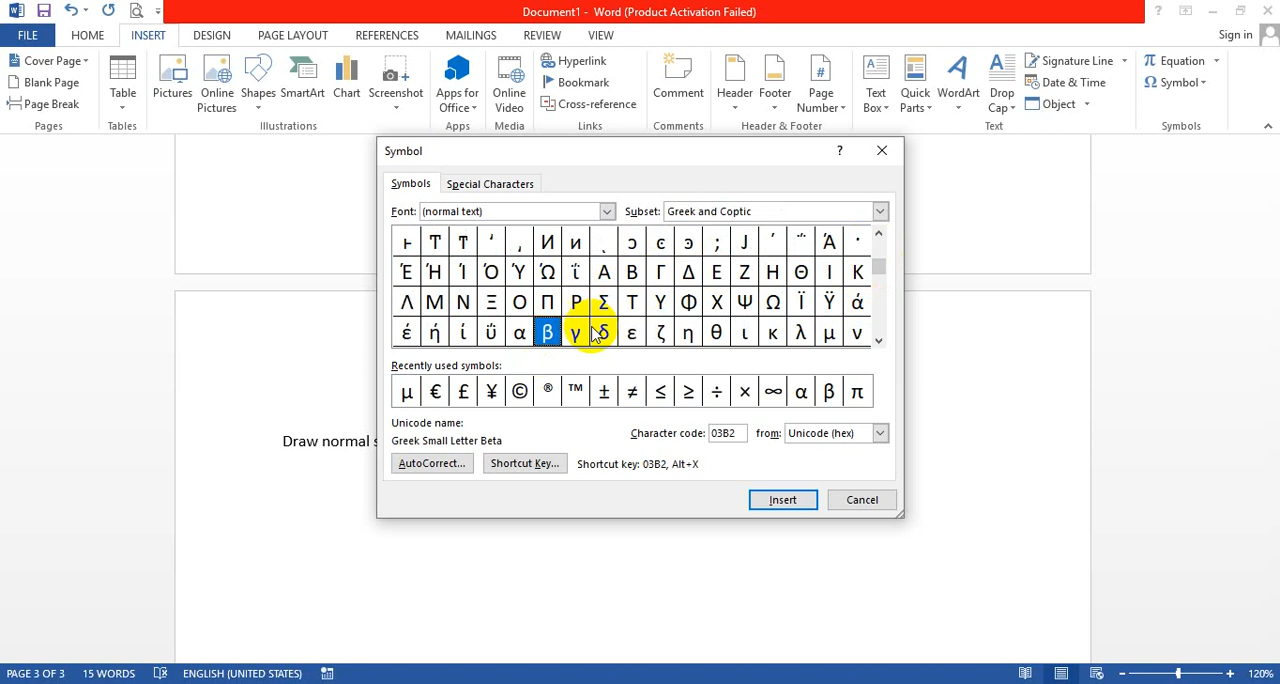 Document1 - Word (Product Activation Failed)
FILE HOME INSERT DESIGN PAGE LAYOUT REFERENCES MAILINGS REVIEW VIEW Sign in
Cover Page
Blank Page
Page Break
Pages
Table
Tables
Pictures
Online Pictures
Shapes
SmartArt
Chart
Screenshot
Illustrations
Apps for Office
Apps
Online Video
Media
Hyperlink
Bookmark
Cross-reference
Links
Comment
Comments
Header
Footer
Page Number
Header & Footer
Text Box
Quick Parts
WordArt
Drop Cap
Signature Line
Date & Time
Object
Text
π Equation
Ω Symbol
Symbols
Symbol
Symbols Special Characters
Font: (normal text) Subset: Greek and Coptic
Έ Ή Ί Ό Ύ Ώ ΐ Α Β Γ Δ Ε Ζ Η Θ Ι Κ
Λ Μ Ν Ξ Ο Π Ρ Σ Τ Υ Φ Χ Ψ Ω Ϊ Ϋ ά
έ ή ί ΰ α β γ δ ε ζ η θ ι κ λ μ ν
Recently used symbols:
µ € £ ¥ © ® ™ ± ≠ ≤ ≥ ÷ × ∞ α β π
Unicode name:
Greek Small Letter Beta
Character code: 03B2 from: Unicode (hex)
AutoCorrect... Shortcut Key... Shortcut key: 03B2, Alt+X
Insert Cancel
Draw normal s
PAGE 3 OF 3 15 WORDS ENGLISH (UNITED STATES) 120%